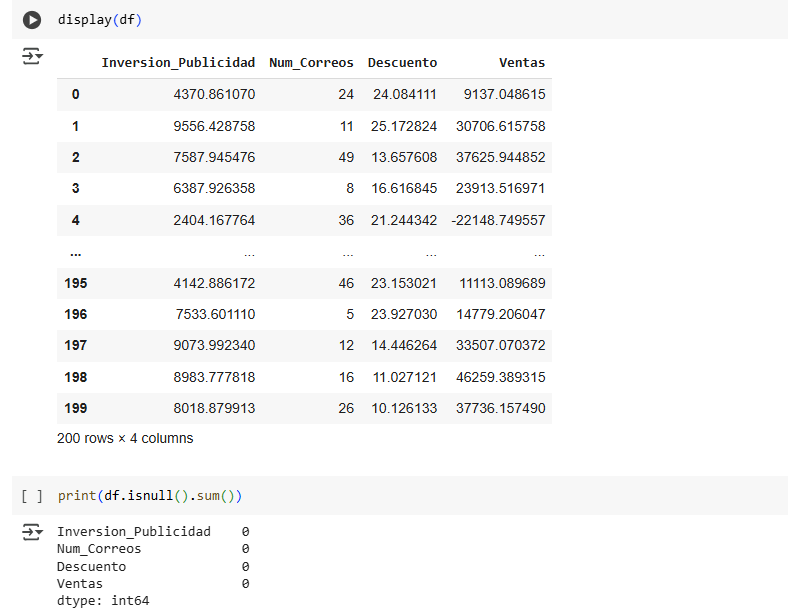 display(df)
Inversion_Publicidad Num_Correos Descuento Ventas
0 4370.861070 24 24.084111 9137.048615
1 9556.428758 11 25.172824 30706.615758
2 7587.945476 49 13.657608 37625.944852
3 6387.926358 8 16.616845 23913.516971
4 2404.167764 36 21.244342 -22148.749557
... ... ... ... ...
195 4142.886172 46 23.153021 11113.089689
196 7533.601110 5 23.927030 14779.206047
197 9073.992340 12 14.446264 33507.070372
198 8983.777818 16 11.027121 46259.389315
199 8018.879913 26 10.126133 37736.157490
200 rows × 4 columns
[ ] print(df.isnull().sum())
Inversion_Publicidad 0
Num_Correos 0
Descuento 0
Ventas 0
dtype: int64